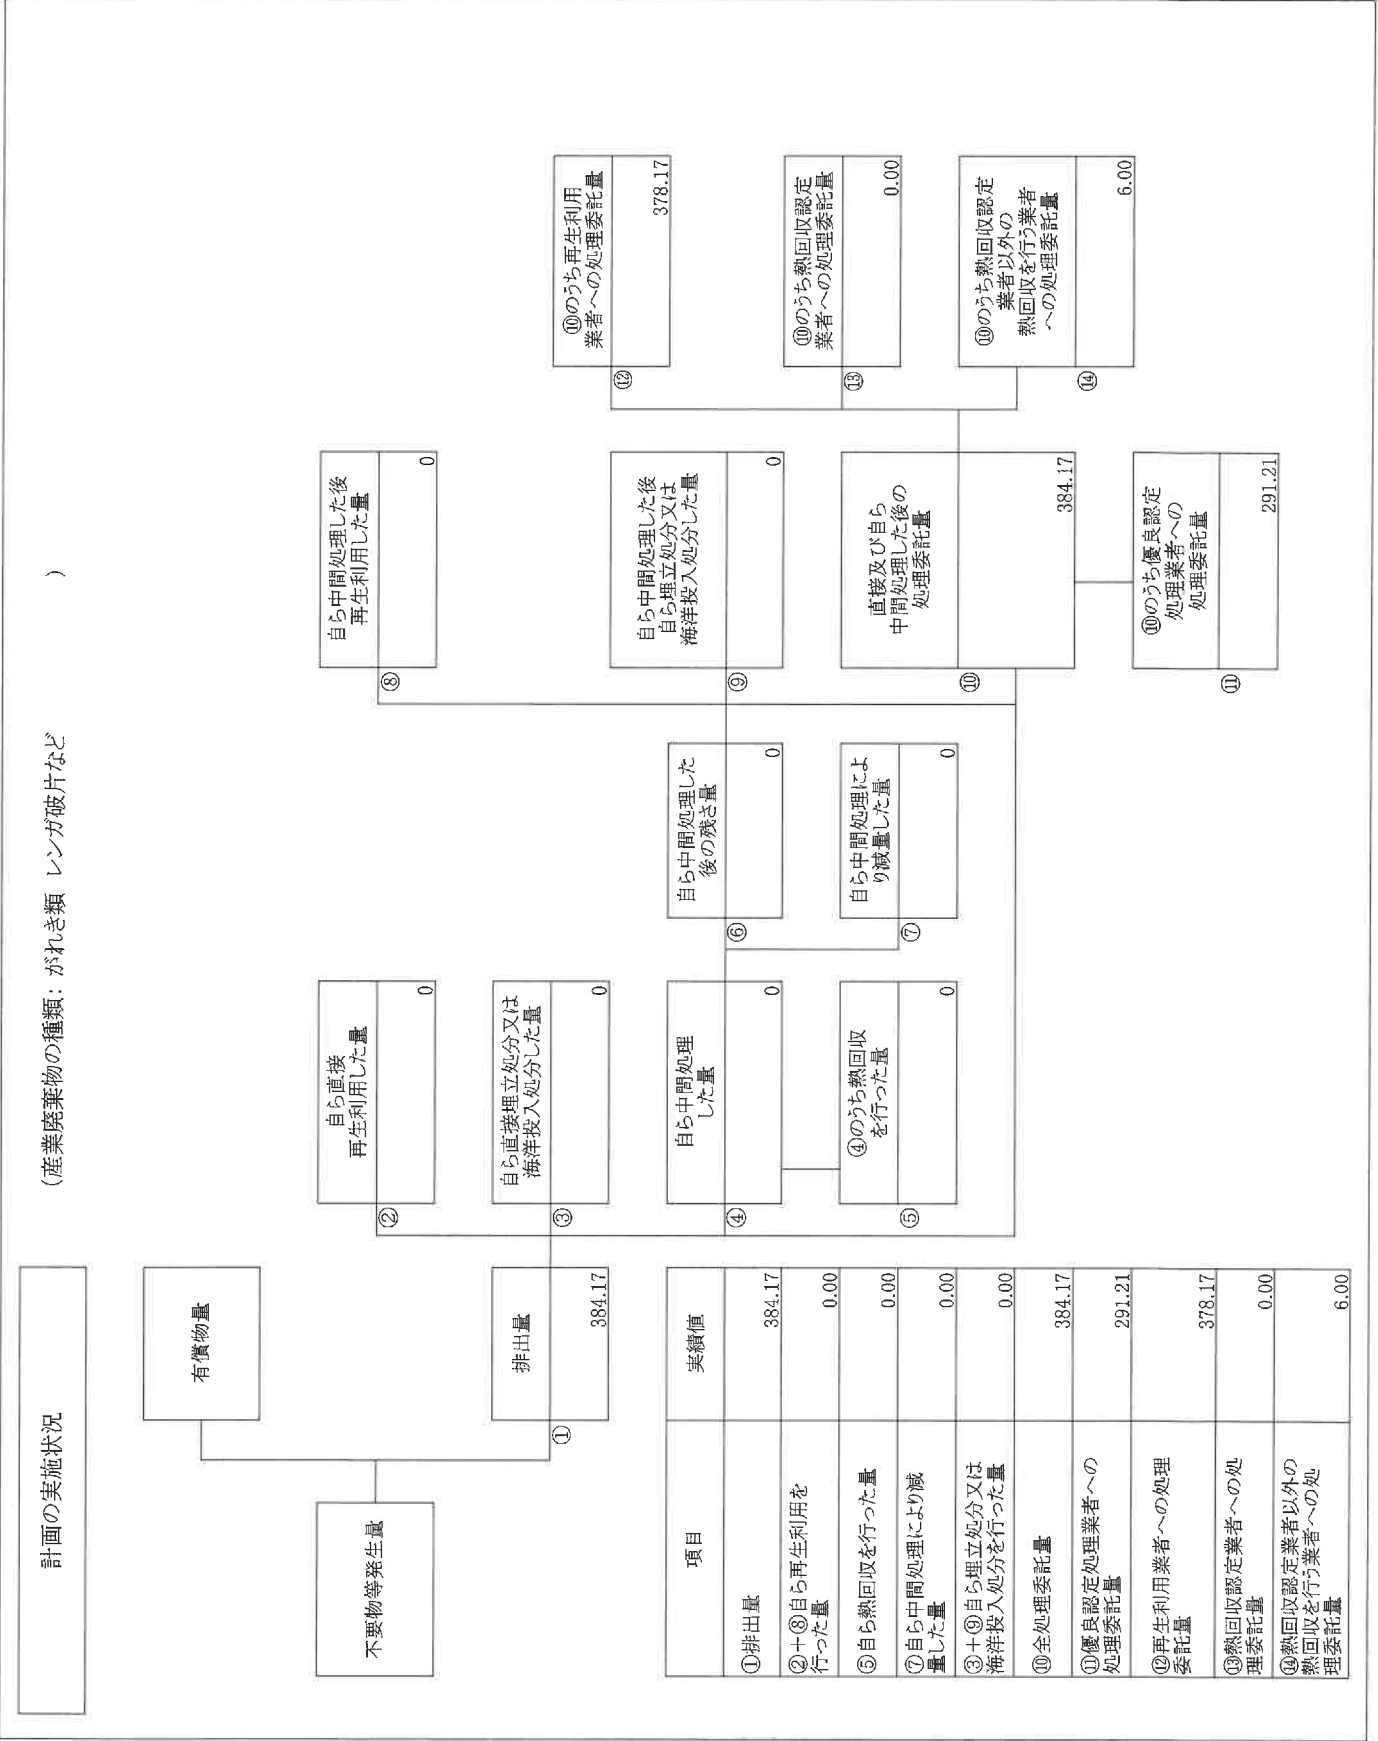 計画の実施状況
(産業廃棄物の種類: がれき類 レンガ破片など )
不要物等発生量
有償物量
①
排出量
384.17
②
自ら直接
再生利用した量
0
③
自ら直接埋立処分又は
海洋投入処分した量
0
④
自ら中間処理
した量
0
⑤
④のうち熱回収
を行った量
0
⑥
自ら中間処理した
後の残さ量
0
⑦
自ら中間処理によ
り減量した量
0
⑧
自ら中間処理した後
再生利用した量
0
⑨
自ら中間処理した後
自ら埋立処分又は
海洋投入処分した量
0
⑩
直接及び自ら
中間処理した後の
処理委託量
384.17
⑪
⑩のうち優良認定
処理業者への
処理委託量
291.21
⑫
⑩のうち再生利用
業者への処理委託量
378.17
⑬
⑩のうち熱回収認定
業者への処理委託量
0.00
⑭
⑩のうち熱回収認定
業者以外の
熱回収を行う業者
への処理委託量
6.00
項目 実績値
①排出量 384.17
②+⑧自ら再生利用を
行った量 0.00
⑤自ら熱回収を行った量 0.00
⑦自ら中間処理により減
量した量 0.00
③+⑨自ら埋立処分又は
海洋投入処分を行った量 0.00
⑩全処理委託量 384.17
⑪優良認定処理業者への
処理委託量 291.21
⑫再生利用業者への処理
委託量 378.17
⑬熱回収認定業者への処
理委託量 0.00
⑭熱回収認定業者以外の
熱回収を行う業者への処
理委託量 6.00